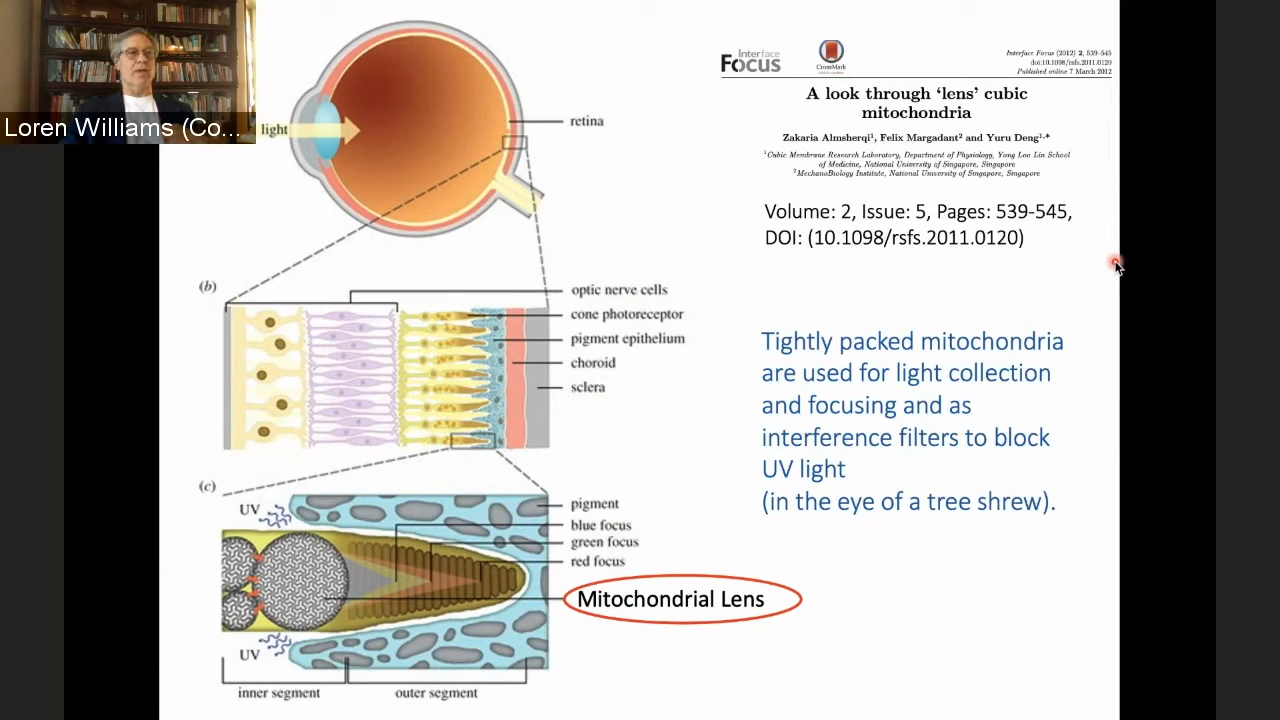 Loren Williams (Co...
light
retina
(b)
optic nerve cells
cone photoreceptor
pigment epithelium
choroid
sclera
(c)
UV
pigment
blue focus
green focus
red focus
Mitochondrial Lens
UV
inner segment
outer segment
Interface
Focus
CrossMark
Interface Focus (2012) 2, 539–545
doi:10.1098/rsfs.2011.0120
Published online 7 March 2012
A look through ‘lens’ cubic
mitochondria
Zakaria Almsherqi¹, Felix Margadant² and Yuru Deng¹,*
¹Cubic Membrane Research Laboratory, Department of Physiology, Yong Loo Lin School
of Medicine, National University of Singapore, Singapore
²MechanoBiology Institute, National University of Singapore, Singapore
Volume: 2, Issue: 5, Pages: 539-545,
DOI: (10.1098/rsfs.2011.0120)
Tightly packed mitochondria
are used for light collection
and focusing and as
interference filters to block
UV light
(in the eye of a tree shrew).